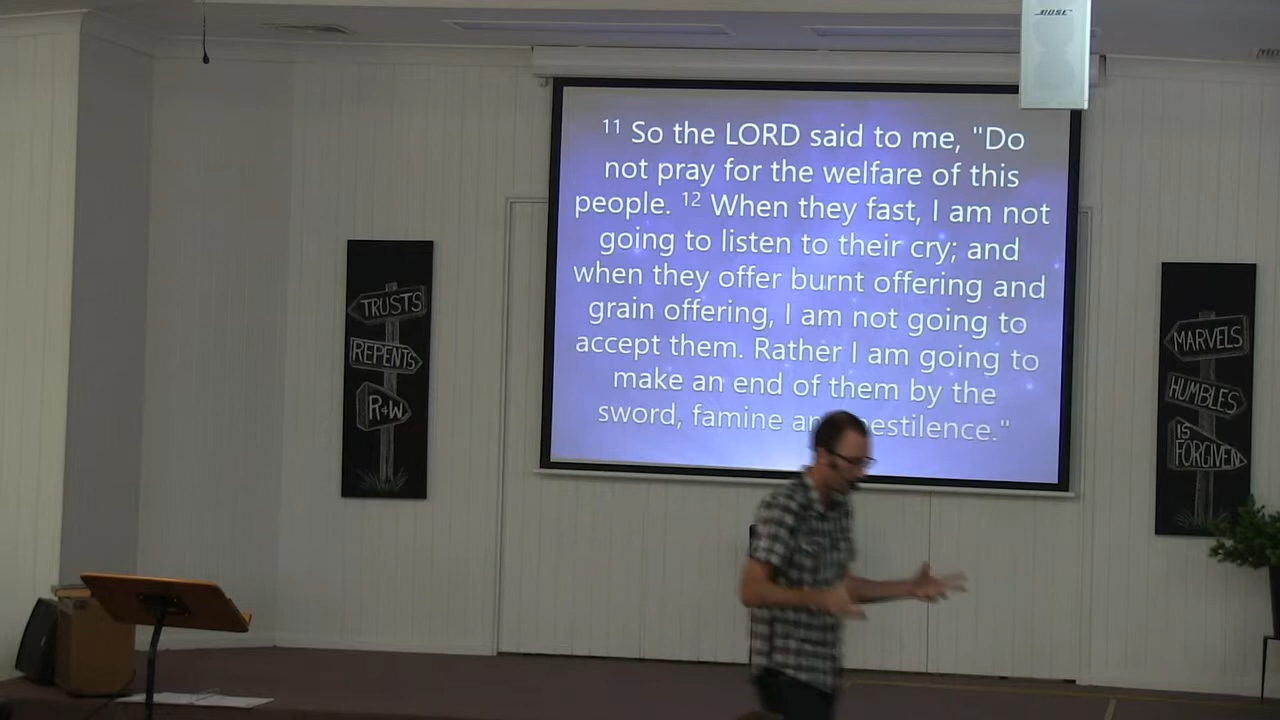 BOSE
11 So the LORD said to me, "Do
not pray for the welfare of this
people. 12 When they fast, I am not
going to listen to their cry; and
when they offer burnt offering and
grain offering, I am not going to
accept them. Rather I am going to
make an end of them by the
sword, famine
TRUSTS
REPENTS
R+W
MARVELS
HUMBLES
IS
FORGIVEN